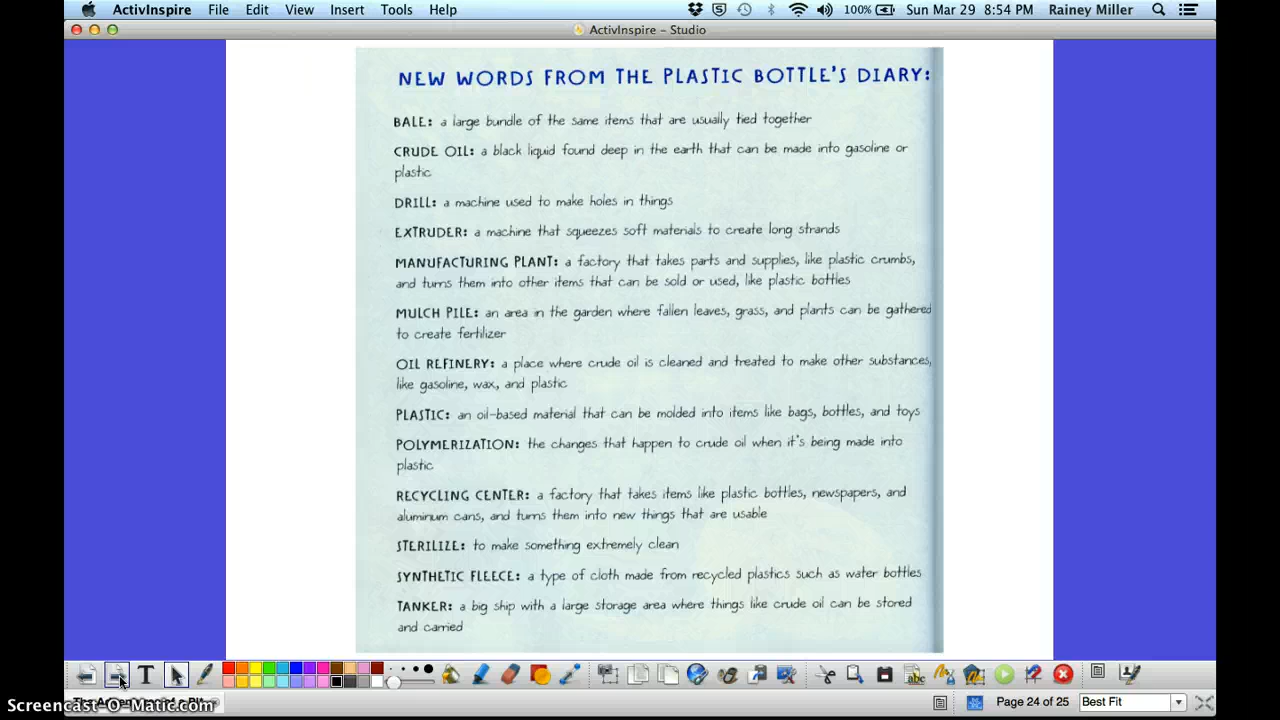 ActivInspire File Edit View Insert Tools Help 100% Sun Mar 29 8:54 PM Rainey Miller
ActivInspire – Studio
NEW WORDS FROM THE PLASTIC BOTTLE'S DIARY:
BALE: a large bundle of the same items that are usually tied together
CRUDE OIL: a black liquid found deep in the earth that can be made into gasoline or
plastic
DRILL: a machine used to make holes in things
EXTRUDER: a machine that squeezes soft materials to create long strands
MANUFACTURING PLANT: a factory that takes parts and supplies, like plastic crumbs,
and turns them into other items that can be sold or used, like plastic bottles
MULCH PILE: an area in the garden where fallen leaves, grass, and plants can be gathered
to create fertilizer
OIL REFINERY: a place where crude oil is cleaned and treated to make other substances,
like gasoline, wax, and plastic
PLASTIC: an oil-based material that can be molded into items like bags, bottles, and toys
POLYMERIZATION: the changes that happen to crude oil when it's being made into
plastic
RECYCLING CENTER: a factory that takes items like plastic bottles, newspapers, and
aluminum cans, and turns them into new things that are usable
STERILIZE: to make something extremely clean
SYNTHETIC FLEECE: a type of cloth made from recycled plastics such as water bottles
TANKER: a big ship with a large storage area where things like crude oil can be stored
and carried
T
Page 24 of 25 Best Fit
Screencast-O-Matic.com